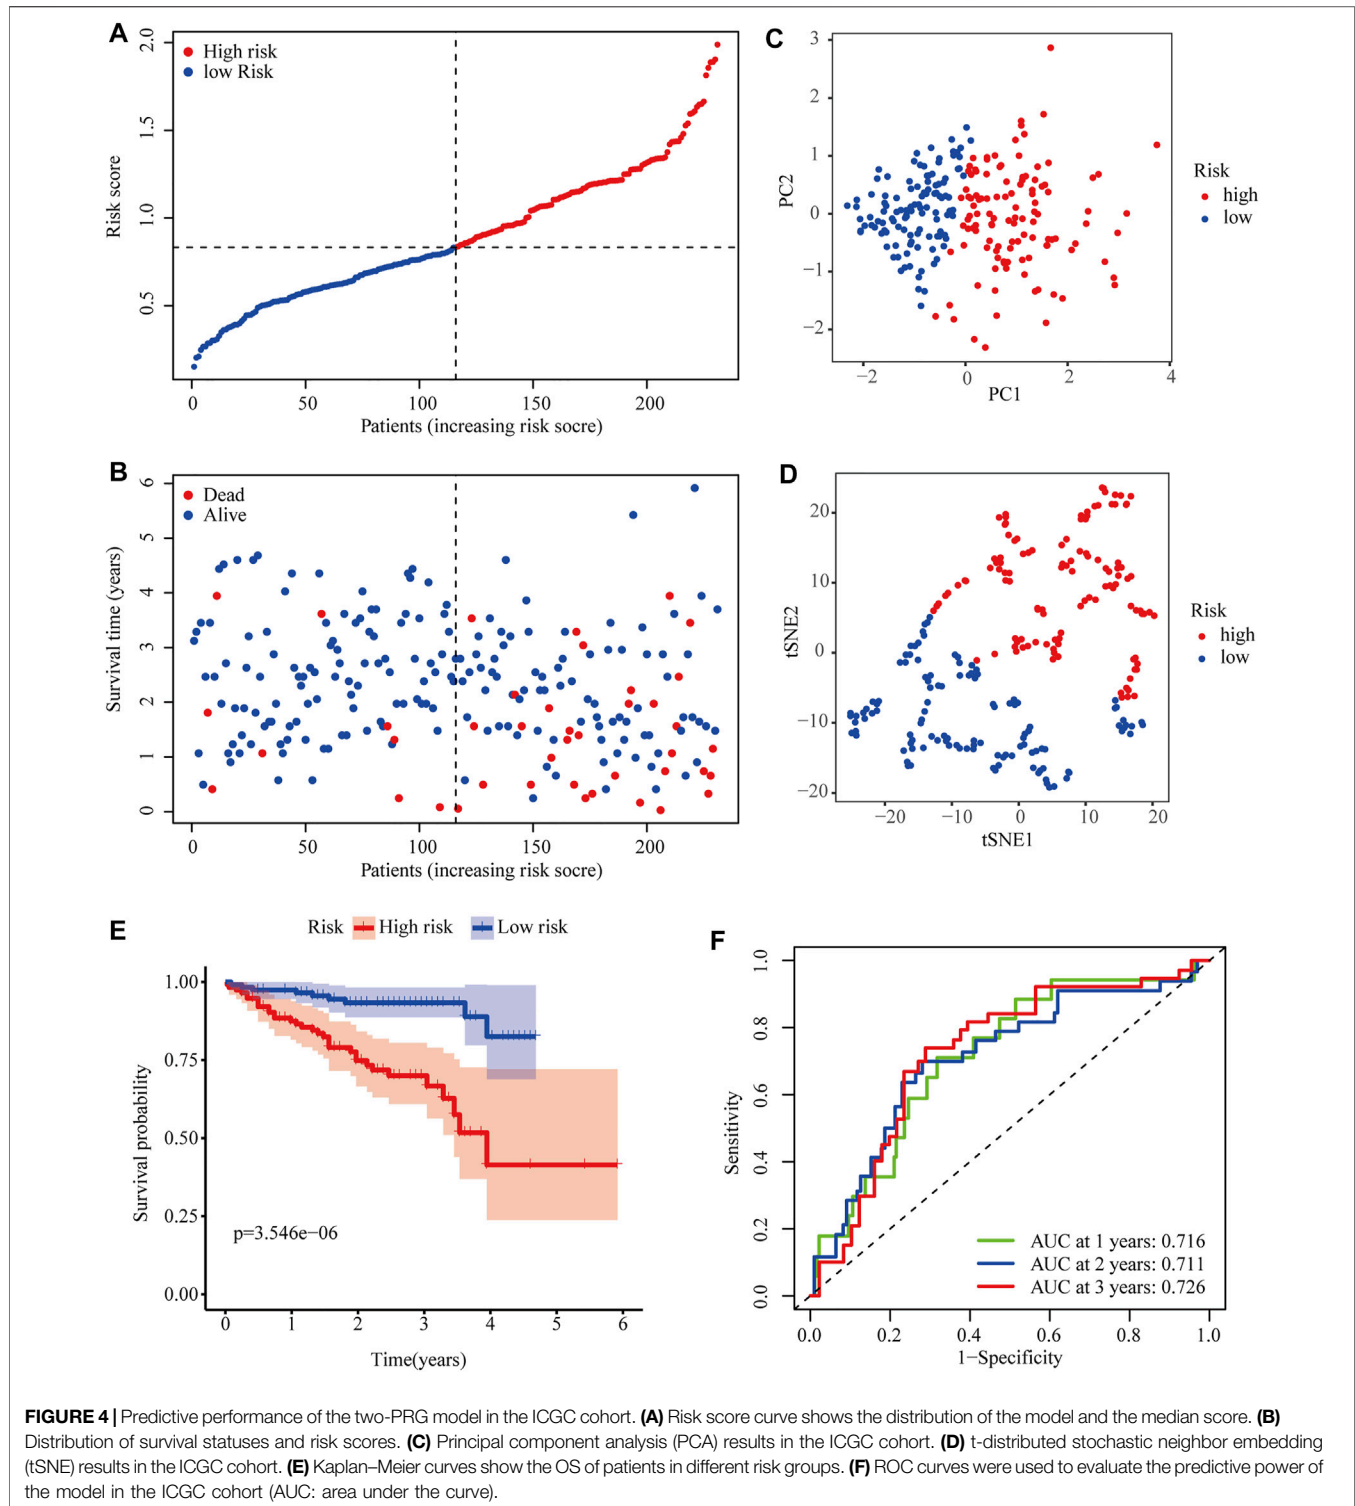 A
High risk
low Risk
2.0
1.5
1.0
0.5
Risk score
0 50 100 150 200
Patients (increasing risk socre)
C
3
2
1
0
−1
−2
PC2
−2 0 2 4
PC1
Risk
high
low
B
Dead
Alive
6
5
4
3
2
1
0
Survival time (years)
0 50 100 150 200
Patients (increasing risk socre)
D
20
10
0
−10
−20
tSNE2
−20 −10 0 10 20
tSNE1
Risk
high
low
E
Risk High risk Low risk
1.00
0.75
0.50
0.25
0.00
Survival probability
p=3.546e−06
0 1 2 3 4 5 6
Time(years)
F
1.0
0.8
0.6
0.4
0.2
0.0
Sensitivity
AUC at 1 years: 0.716
AUC at 2 years: 0.711
AUC at 3 years: 0.726
0.0 0.2 0.4 0.6 0.8 1.0
1−Specificity
FIGURE 4 | Predictive performance of the two-PRG model in the ICGC cohort. (A) Risk score curve shows the distribution of the model and the median score. (B)
Distribution of survival statuses and risk scores. (C) Principal component analysis (PCA) results in the ICGC cohort. (D) t-distributed stochastic neighbor embedding
(tSNE) results in the ICGC cohort. (E) Kaplan–Meier curves show the OS of patients in different risk groups. (F) ROC curves were used to evaluate the predictive power of
the model in the ICGC cohort (AUC: area under the curve).